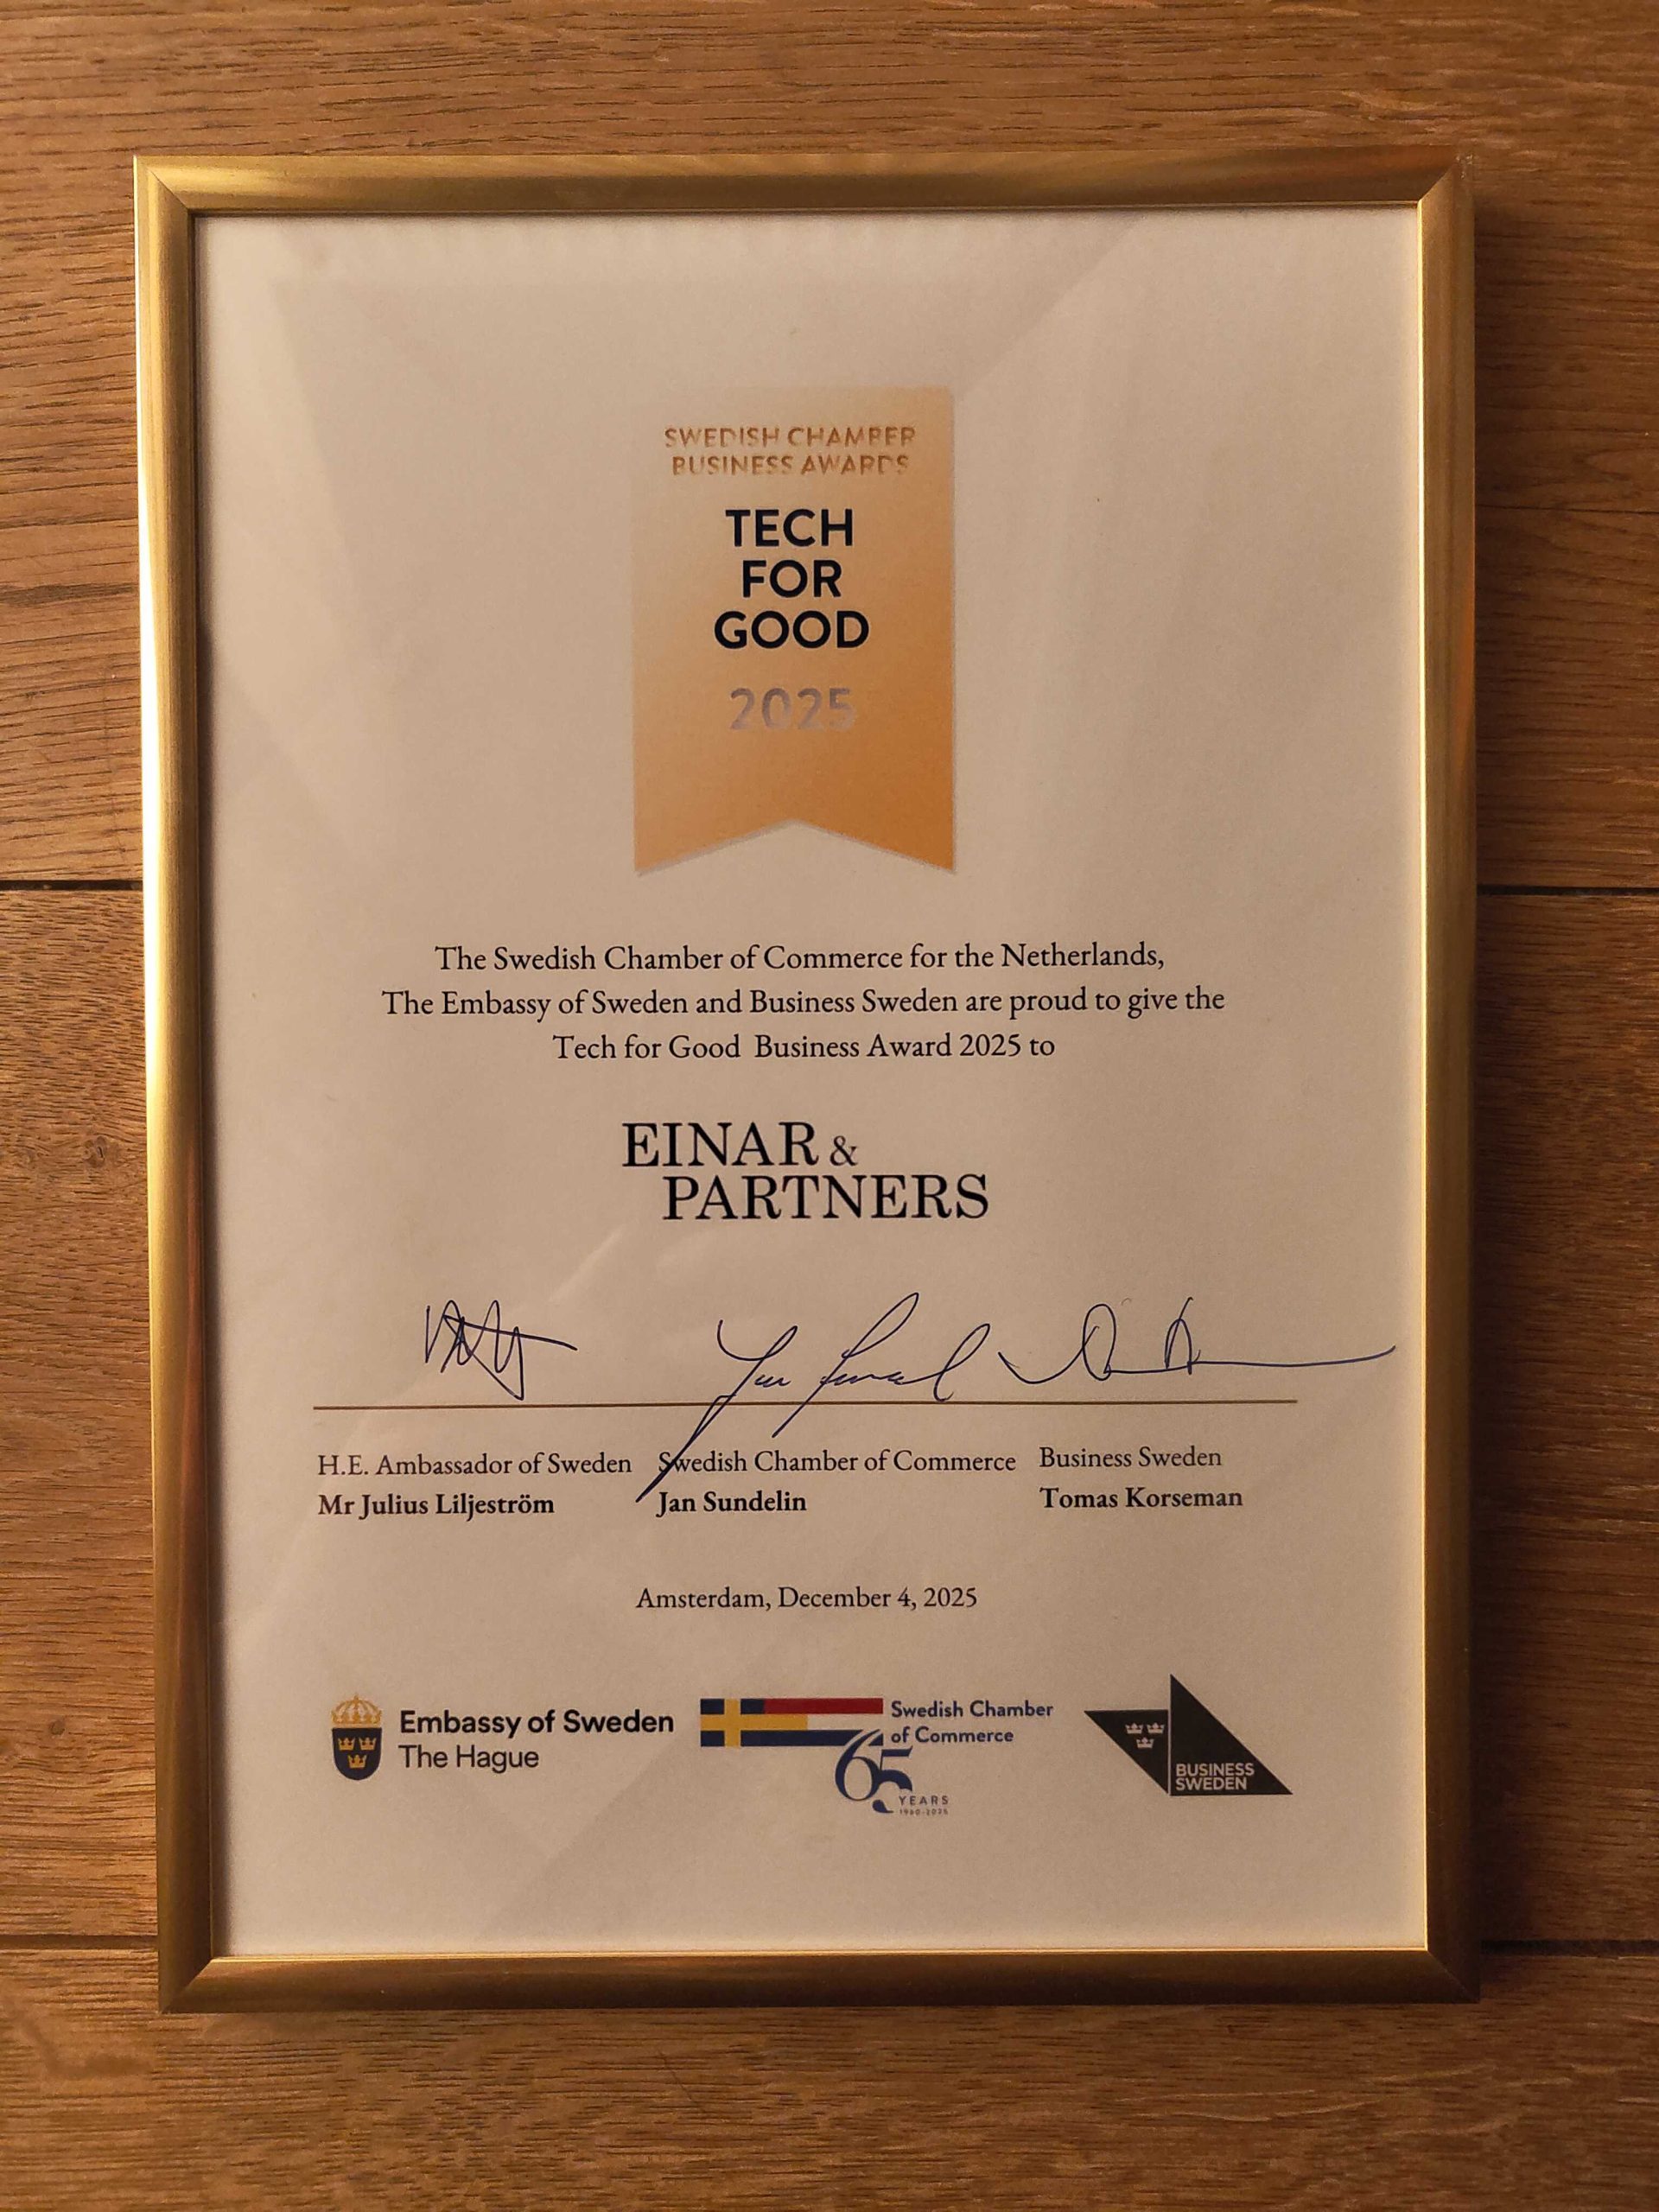 SWEDISH CHAMBER
BUSINESS AWARDS
TECH
FOR
GOOD
2025
The Swedish Chamber of Commerce for the Netherlands,
The Embassy of Sweden and Business Sweden are proud to give the
Tech for Good Business Award 2025 to
EINAR &
PARTNERS
H.E. Ambassador of Sweden
Mr Julius Liljeström
Swedish Chamber of Commerce
Jan Sundelin
Business Sweden
Tomas Korseman
Amsterdam, December 4, 2025
Embassy of Sweden
The Hague
Swedish Chamber
of Commerce
65
YEARS
1960-2025
BUSINESS
SWEDEN